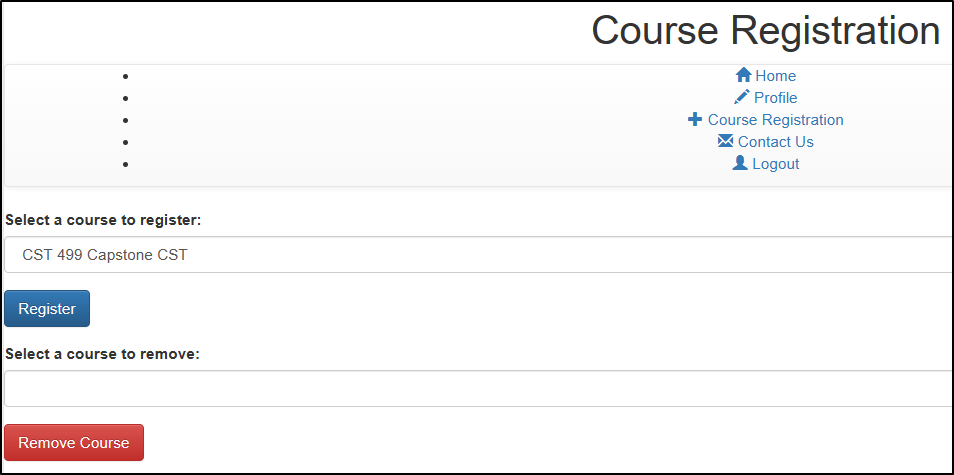 Course Registration
Home
Profile
Course Registration
Contact Us
Logout
Select a course to register:
CST 499 Capstone CST
Register
Select a course to remove:
Remove Course